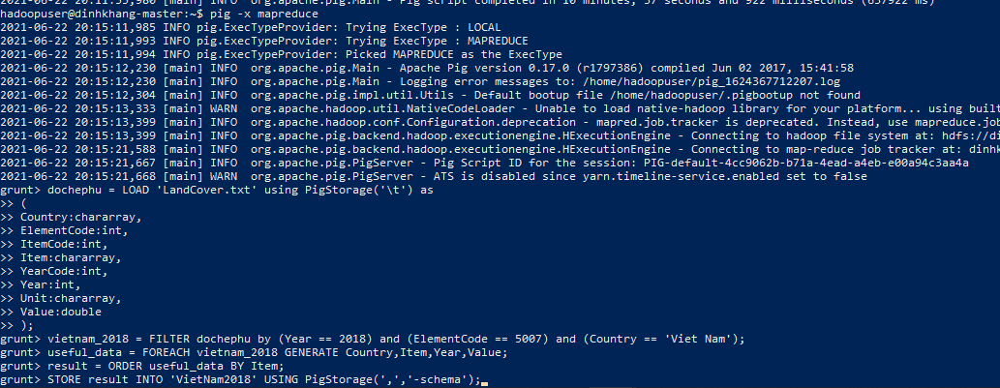 2021-06-22 20:11:55,980 [main] INFO  org.apache.pig.Main - Pig script completed in 10 minutes, 57 seconds and 922 milliseconds (657922 ms)
hadoopuser@dinhkhang-master:~$ pig -x mapreduce
2021-06-22 20:15:11,985 INFO pig.ExecTypeProvider: Trying ExecType : LOCAL
2021-06-22 20:15:11,993 INFO pig.ExecTypeProvider: Trying ExecType : MAPREDUCE
2021-06-22 20:15:11,994 INFO pig.ExecTypeProvider: Picked MAPREDUCE as the ExecType
2021-06-22 20:15:12,230 [main] INFO  org.apache.pig.Main - Apache Pig version 0.17.0 (r1797386) compiled Jun 02 2017, 15:41:58
2021-06-22 20:15:12,230 [main] INFO  org.apache.pig.Main - Logging error messages to: /home/hadoopuser/pig_1624367712207.log
2021-06-22 20:15:12,304 [main] INFO  org.apache.pig.impl.util.Utils - Default bootup file /home/hadoopuser/.pigbootup not found
2021-06-22 20:15:13,333 [main] WARN  org.apache.hadoop.util.NativeCodeLoader - Unable to load native-hadoop library for your platform... using built
2021-06-22 20:15:13,399 [main] INFO  org.apache.hadoop.conf.Configuration.deprecation - mapred.job.tracker is deprecated. Instead, use mapreduce.job
2021-06-22 20:15:13,399 [main] INFO  org.apache.pig.backend.hadoop.executionengine.HExecutionEngine - Connecting to hadoop file system at: hdfs://di
2021-06-22 20:15:21,588 [main] INFO  org.apache.pig.backend.hadoop.executionengine.HExecutionEngine - Connecting to map-reduce job tracker at: dinhk
2021-06-22 20:15:21,667 [main] INFO  org.apache.pig.PigServer - Pig Script ID for the session: PIG-default-4cc9062b-b71a-4ead-a4eb-e00a94c3aa4a
2021-06-22 20:15:21,668 [main] WARN  org.apache.pig.PigServer - ATS is disabled since yarn.timeline-service.enabled set to false
grunt> dochephu = LOAD 'LandCover.txt' using PigStorage('\t') as
>> (
>> Country:chararray,
>> ElementCode:int,
>> ItemCode:int,
>> Item:chararray,
>> YearCode:int,
>> Year:int,
>> Unit:chararray,
>> Value:double
>> );
grunt> vietnam_2018 = FILTER dochephu by (Year == 2018) and (ElementCode == 5007) and (Country == 'Viet Nam');
grunt> useful_data = FOREACH vietnam_2018 GENERATE Country,Item,Year,Value;
grunt> result = ORDER useful_data BY Item;
grunt> STORE result INTO 'VietNam2018' USING PigStorage(',','-schema');